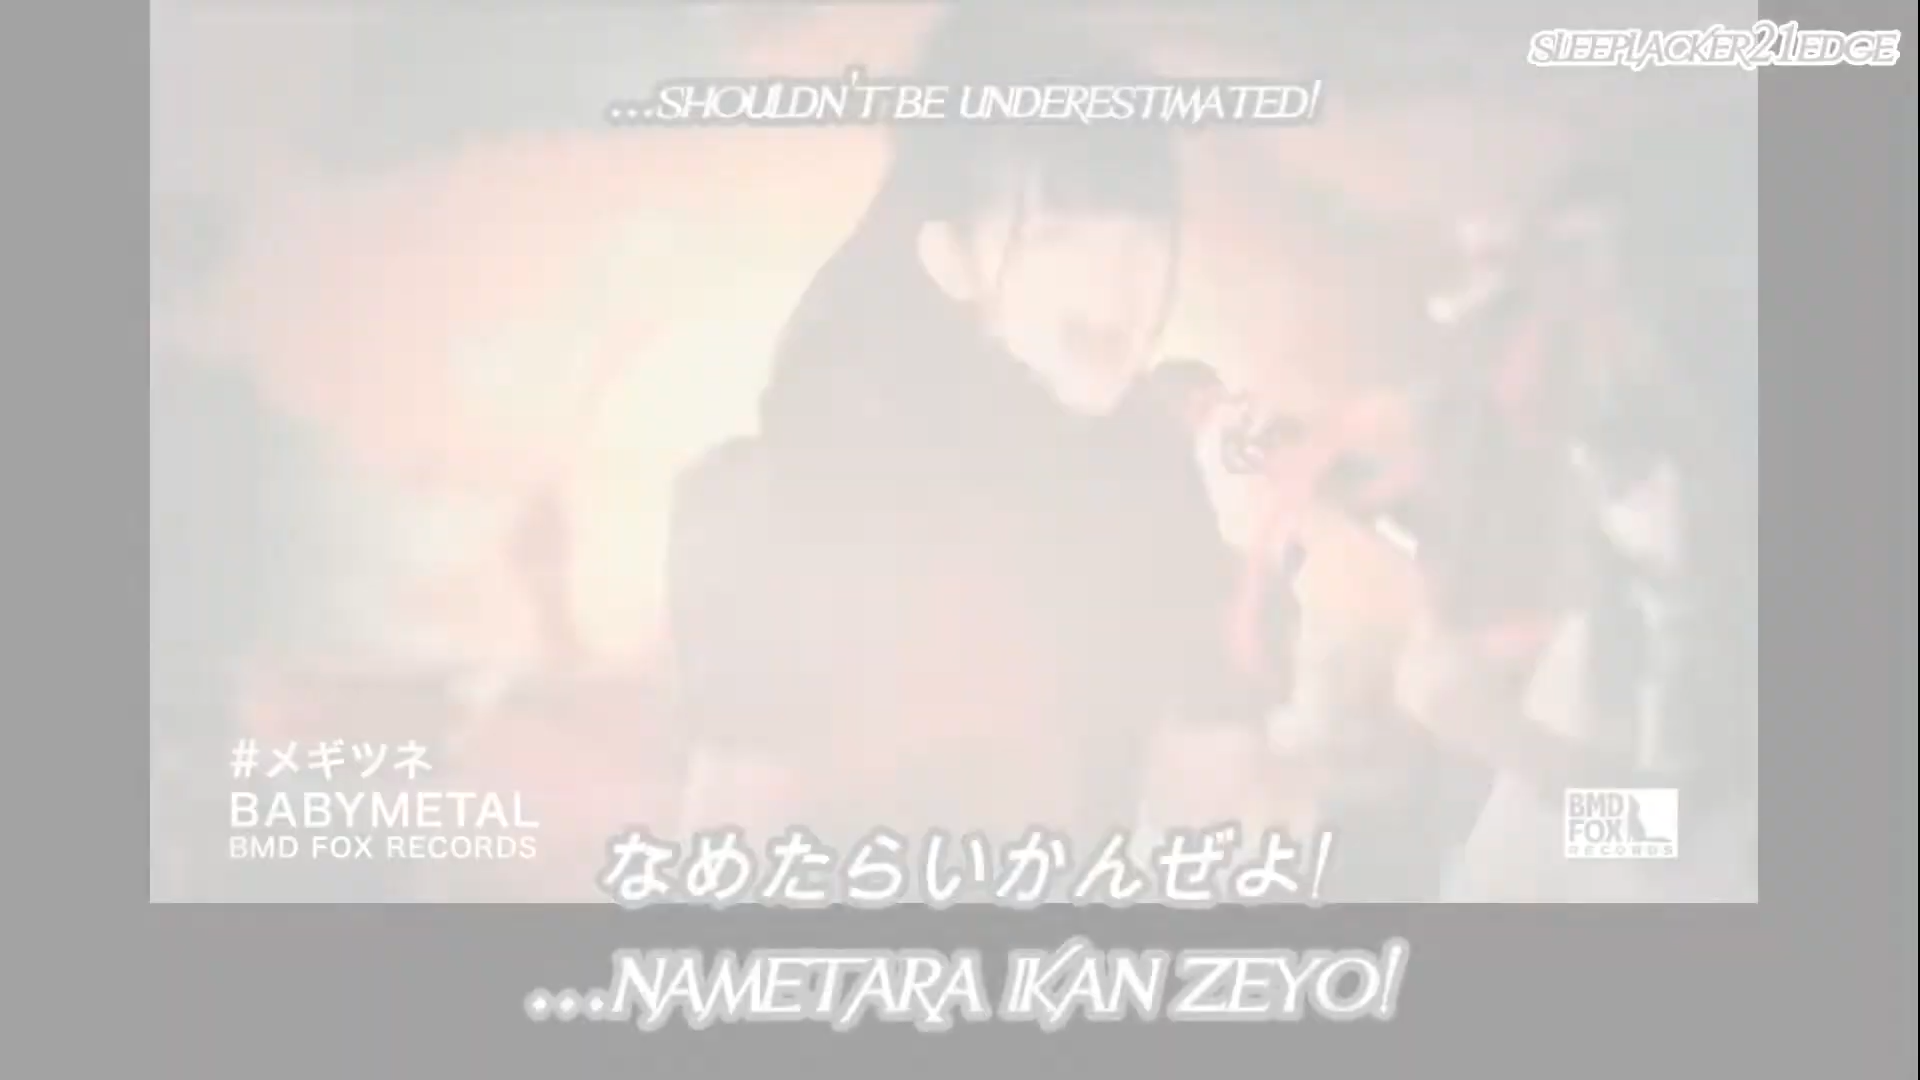 SLEEPLACKER21EDGE
...SHOULDN'T BE UNDERESTIMATED!
#メギツネ
BABYMETAL
BMD FOX RECORDS
BMD
FOX
RECORDS
なめたらいかんぜよ!
...NAMETARA IKAN ZEYO!